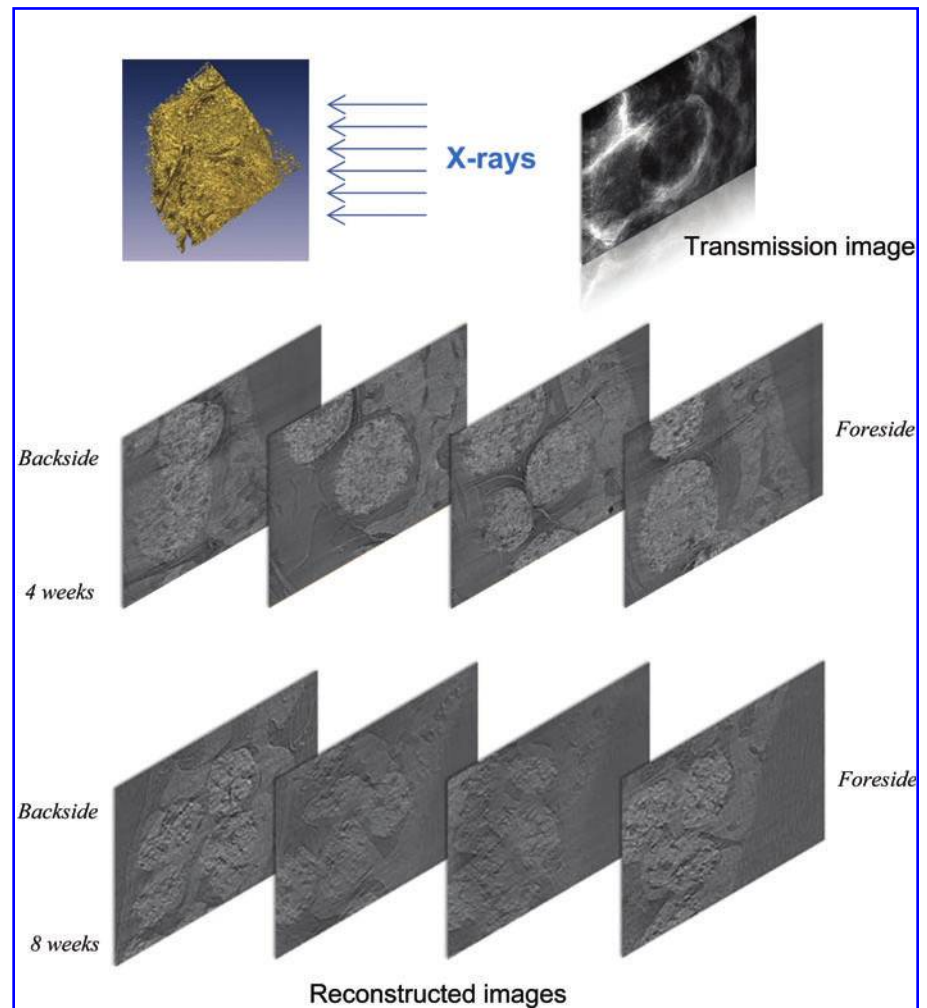 X-rays
Transmission image
Backside
Foreside
4 weeks
Backside
Foreside
8 weeks
Reconstructed images